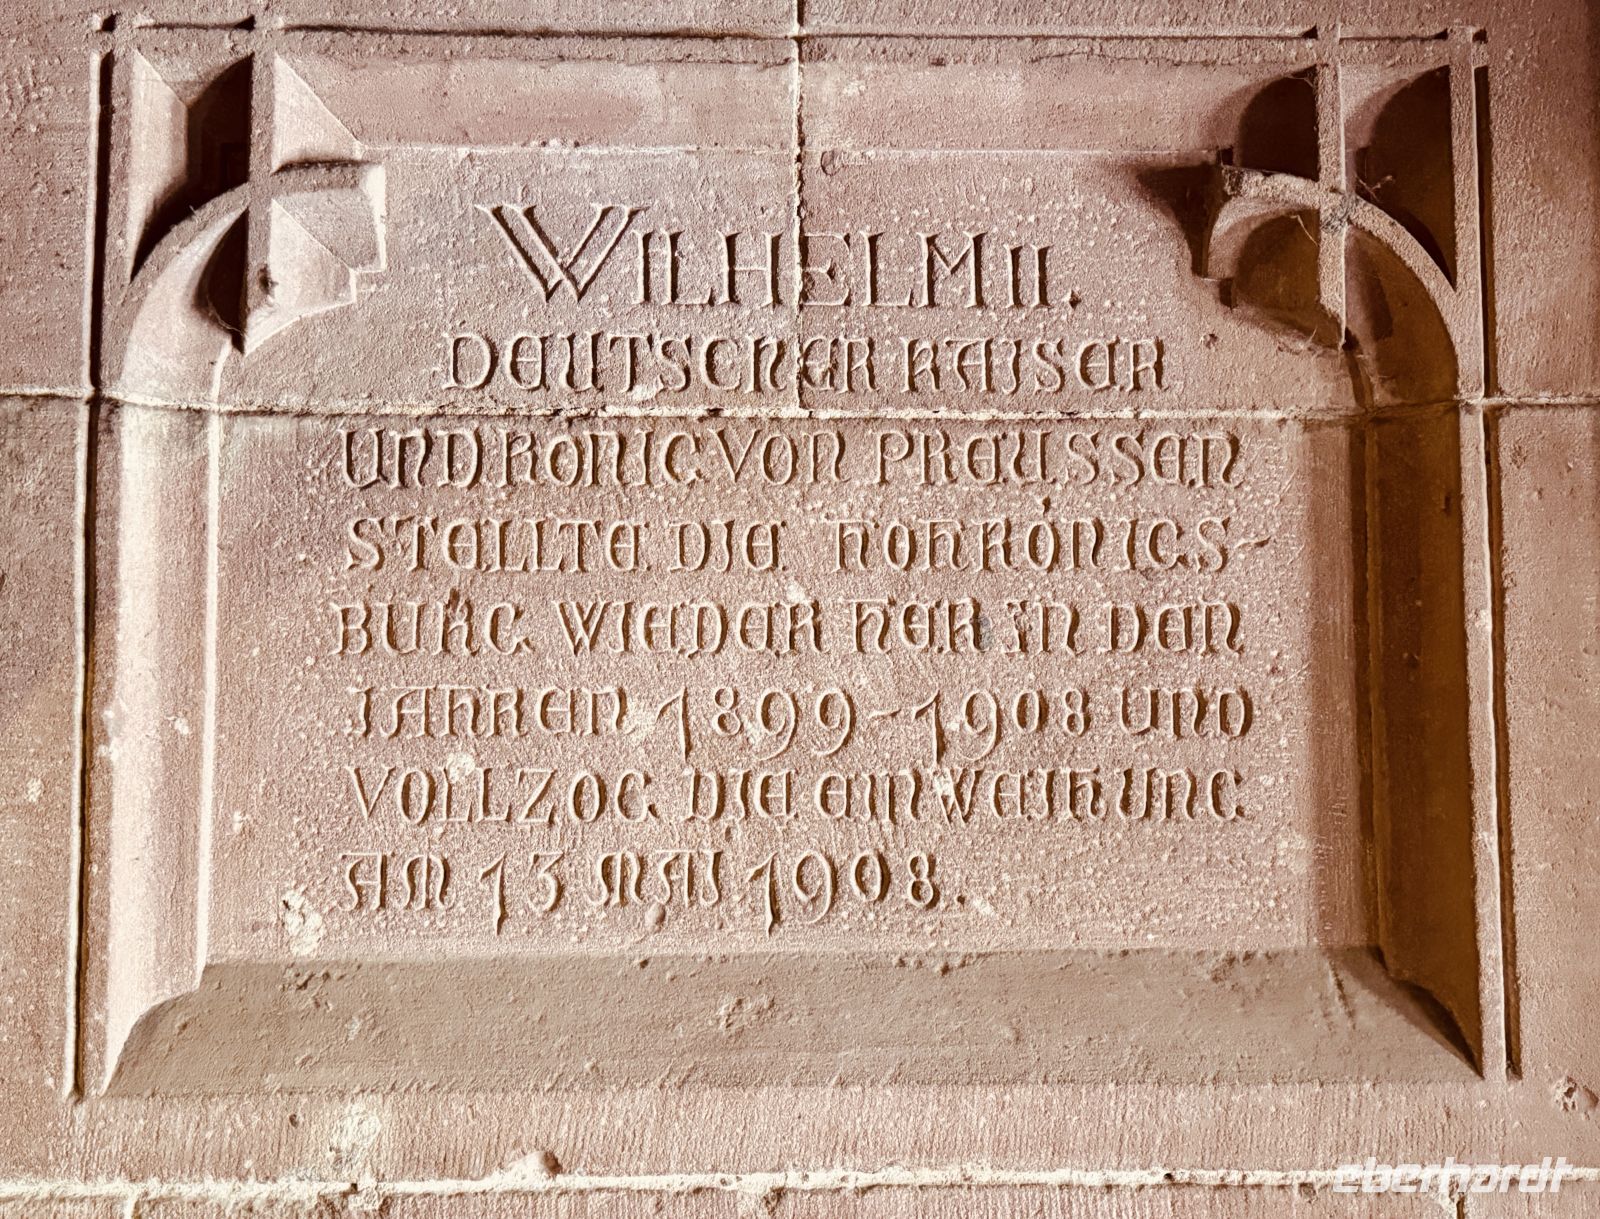 WILHELM II.
DEUTSCHER KAISER
UND KÖNIG VON PREUSSEN
STELLTE DIE HOHKÖNIGS
BURG WIEDER HER IN DEN
JAHREN 1899-1908 UND
VOLLZOG DIE EINWEIHUNG
AM 13 MAI 1908.
eberhardt